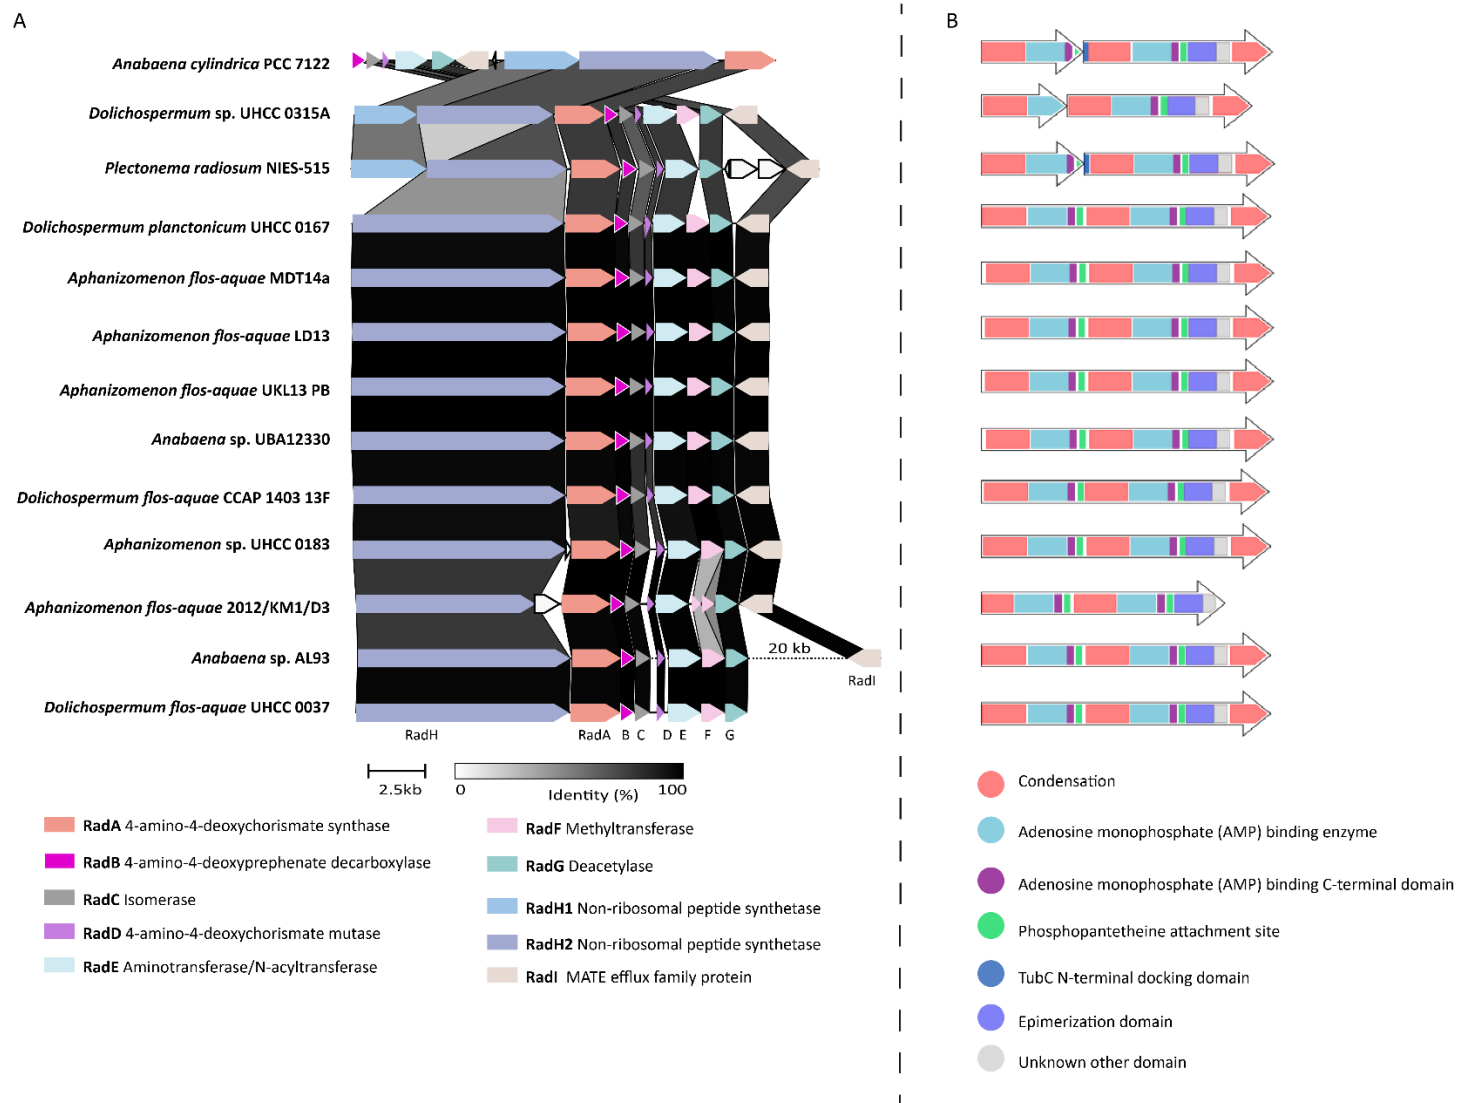 A
B
Anabaena cylindrica PCC 7122
Dolichospermum sp. UHCC 0315A
Plectonema radiosum NIES-515
Dolichospermum planctonicum UHCC 0167
Aphanizomenon flos-aquae MDT14a
Aphanizomenon flos-aquae LD13
Aphanizomenon flos-aquae UKL13 PB
Anabaena sp. UBA12330
Dolichospermum flos-aquae CCAP 1403 13F
Aphanizomenon sp. UHCC 0183
Aphanizomenon flos-aquae 2012/KM1/D3
Anabaena sp. AL93
20 kb
RadI
Dolichospermum flos-aquae UHCC 0037
RadH RadA B C D E F G
2.5kb
0 Identity (%) 100
RadA 4-amino-4-deoxychorismate synthase
RadB 4-amino-4-deoxyprephenate decarboxylase
RadC Isomerase
RadD 4-amino-4-deoxychorismate mutase
RadE Aminotransferase/N-acyltransferase
RadF Methyltransferase
RadG Deacetylase
RadH1 Non-ribosomal peptide synthetase
RadH2 Non-ribosomal peptide synthetase
RadI MATE efflux family protein
Condensation
Adenosine monophosphate (AMP) binding enzyme
Adenosine monophosphate (AMP) binding C-terminal domain
Phosphopantetheine attachment site
TubC N-terminal docking domain
Epimerization domain
Unknown other domain